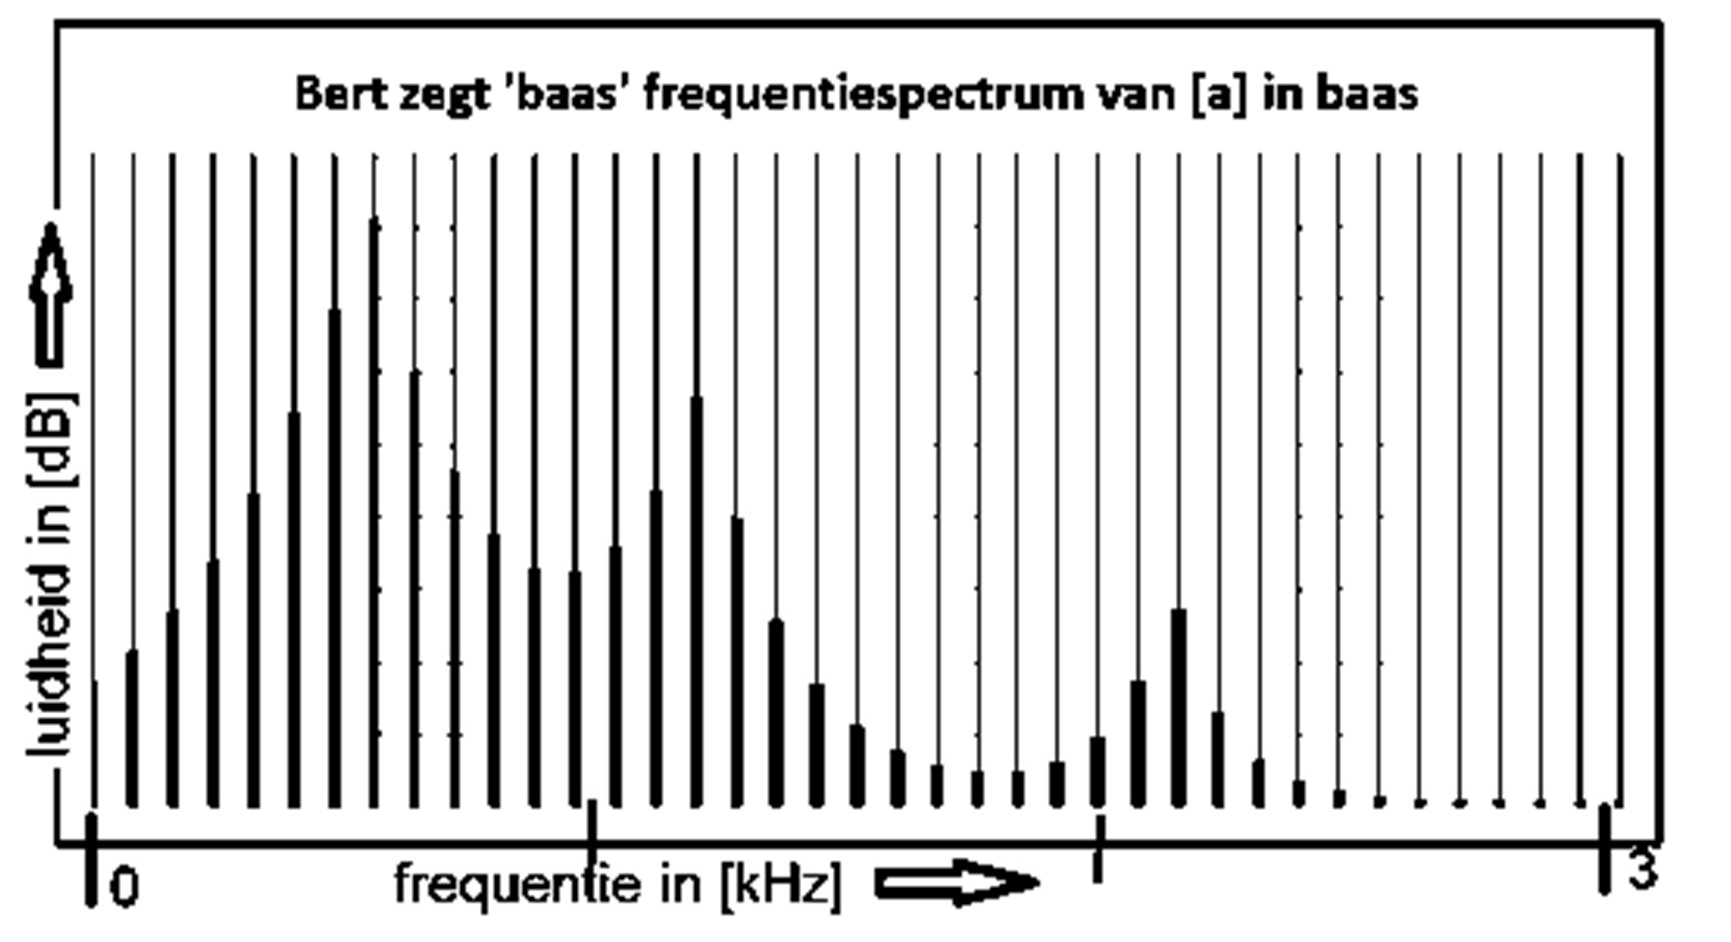 Bert zegt 'baas' frequentiespectrum van [a] in baas
luidheid in [dB]
0
frequentie in [kHz]
3